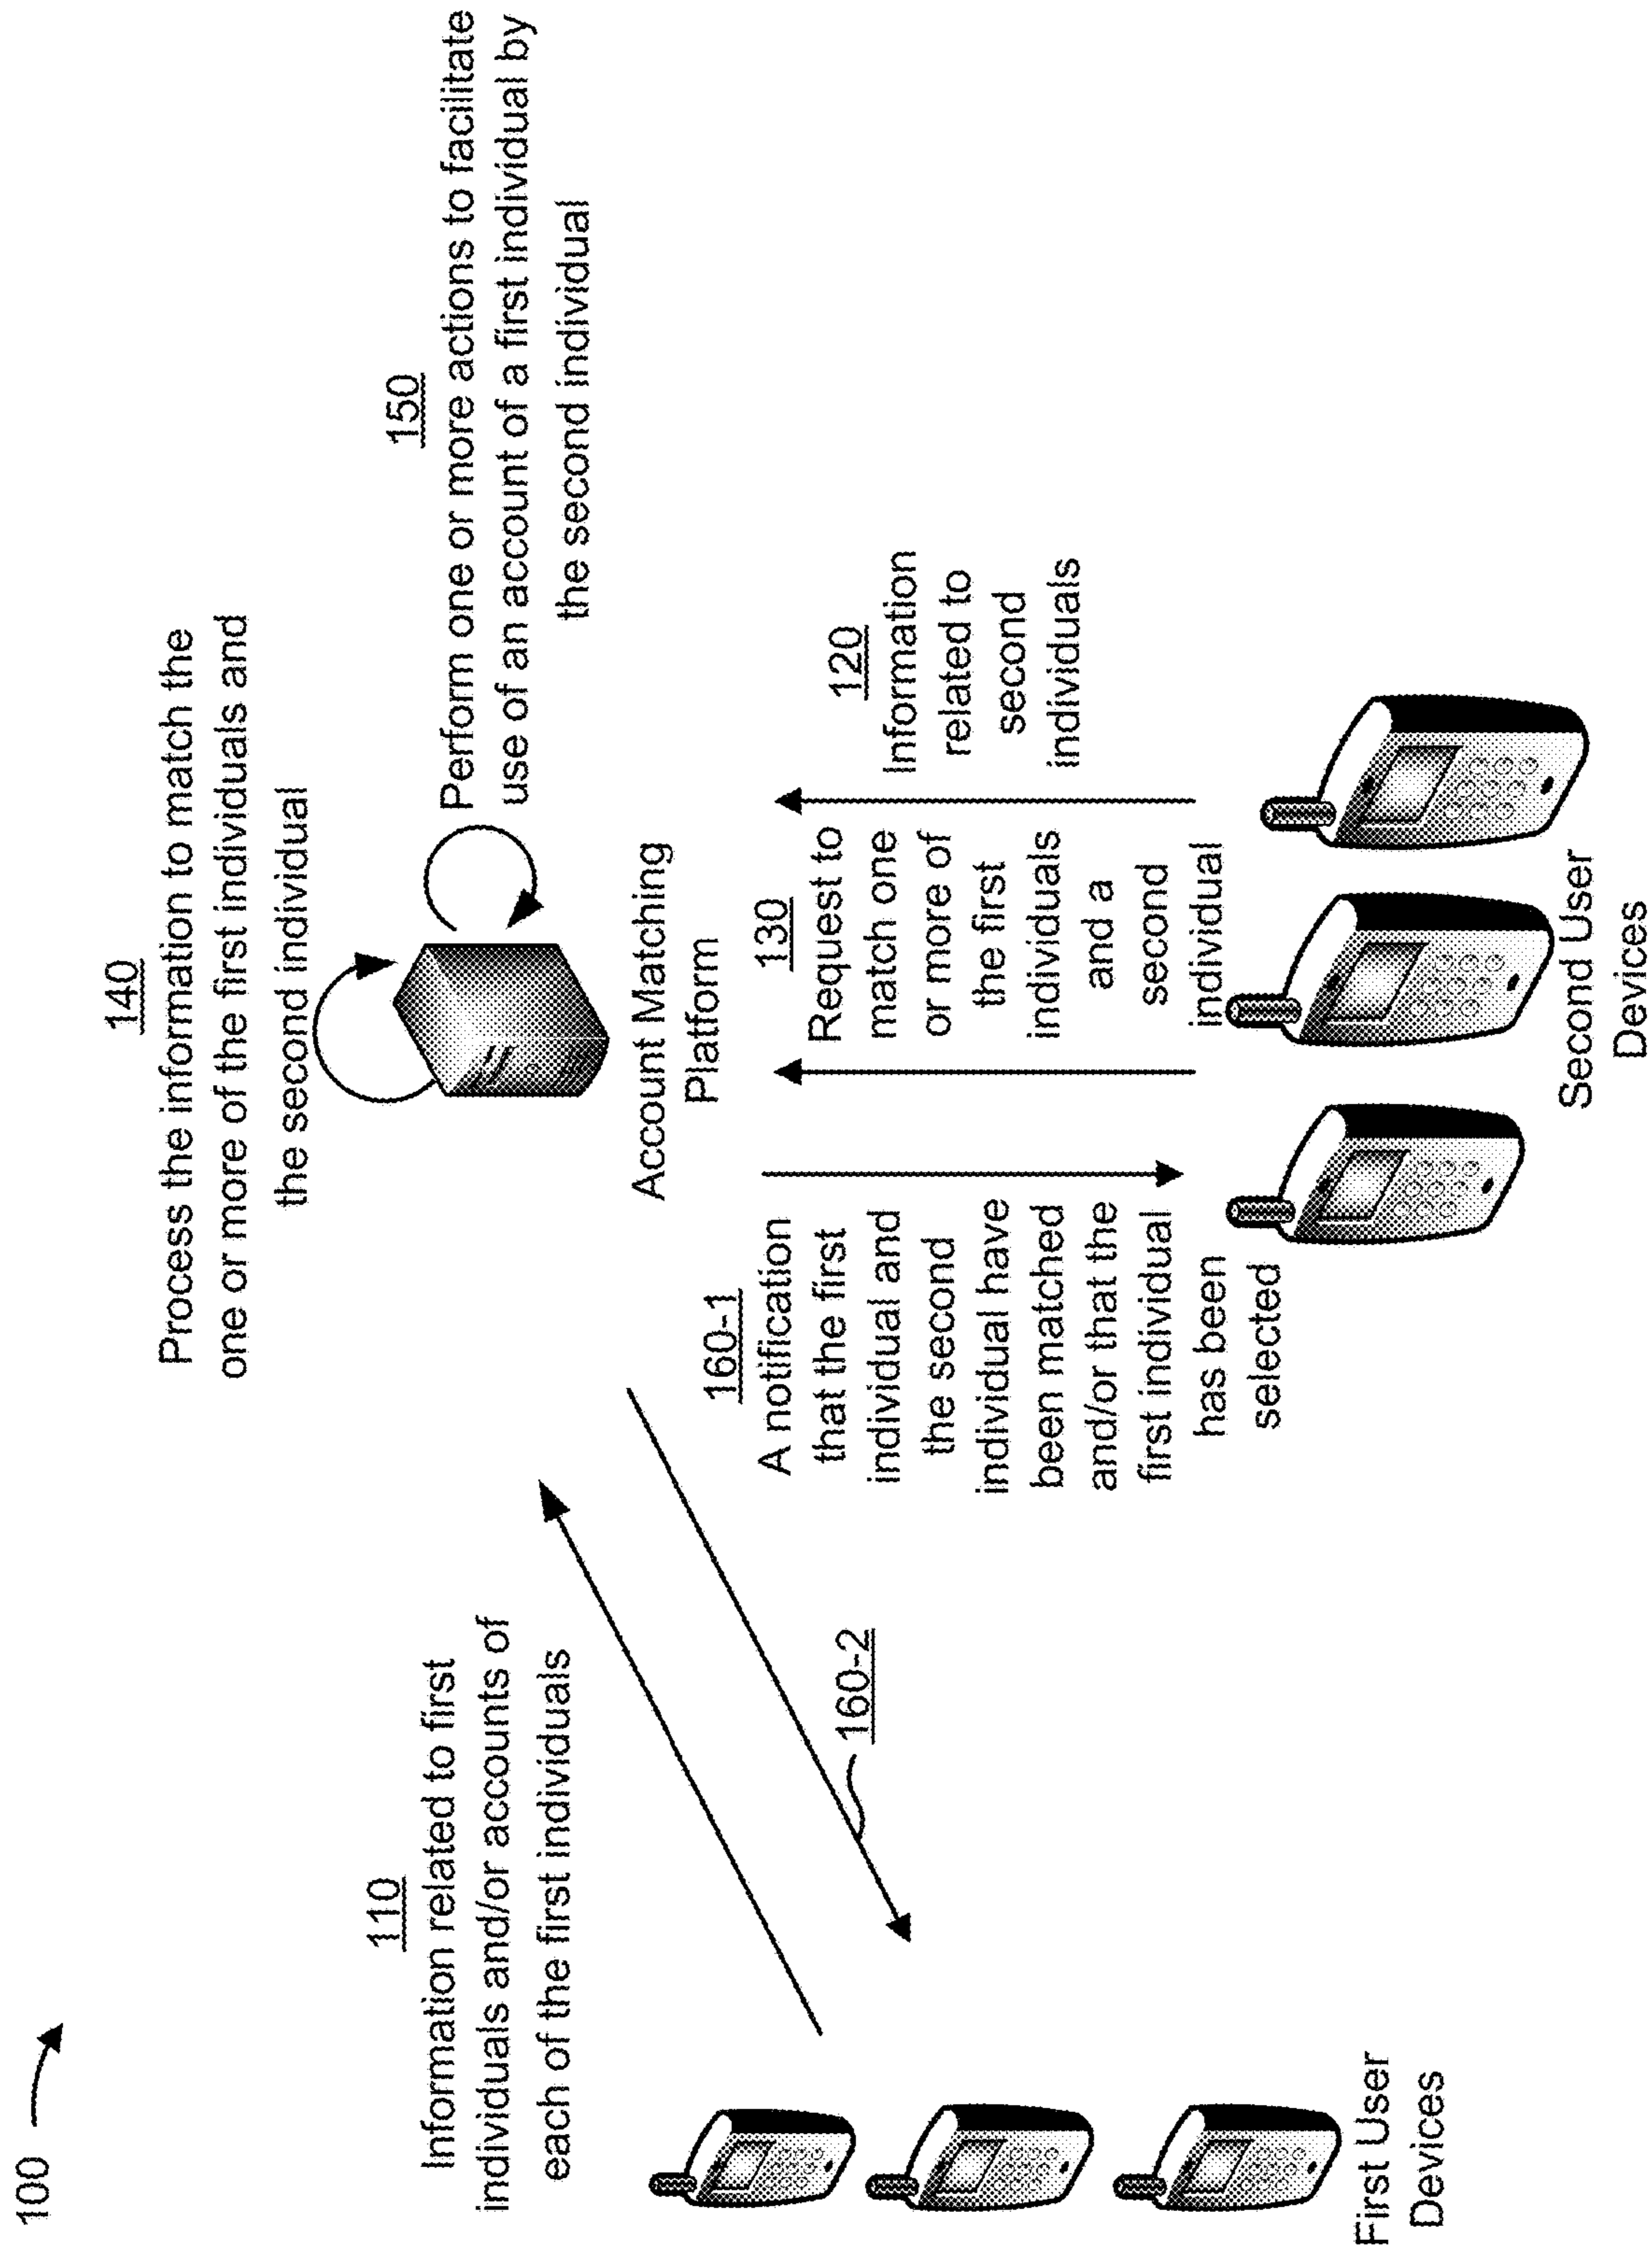 100
140
Process the information to match the
one or more of the first individuals and
the second individual
150
Perform one or more actions to facilitate
use of an account of a first individual by
the second individual
110
Information related to first
individuals and/or accounts of
each of the first individuals
Account Matching
Platform
160-2
160-1
A notification
that the first
individual and
the second
individual have
been matched
and/or that the
first individual
has been
selected
130
Request to
match one
or more of
the first
individuals
and a
second
individual
120
Information
related to
second
individuals
First User
Devices
Second User
Devices